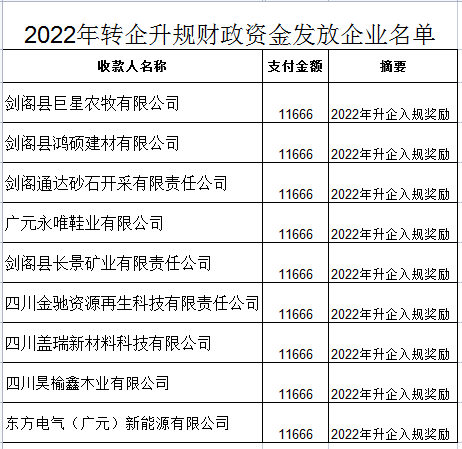 2022年转企升规财政资金发放企业名单
收款人名称 支付金额 摘要
剑阁县巨星农牧有限公司 11666 2022年升企入规奖励
剑阁县鸿硕建材有限公司 11666 2022年升企入规奖励
剑阁通达砂石开采有限责任公司 11666 2022年升企入规奖励
广元永唯鞋业有限公司 11666 2022年升企入规奖励
剑阁县长景矿业有限责任公司 11666 2022年升企入规奖励
四川金驰资源再生科技有限责任公司 11666 2022年升企入规奖励
四川盖瑞新材料科技有限公司 11666 2022年升企入规奖励
四川昊榆鑫木业有限公司 11666 2022年升企入规奖励
东方电气（广元）新能源有限公司 11666 2022年升企入规奖励